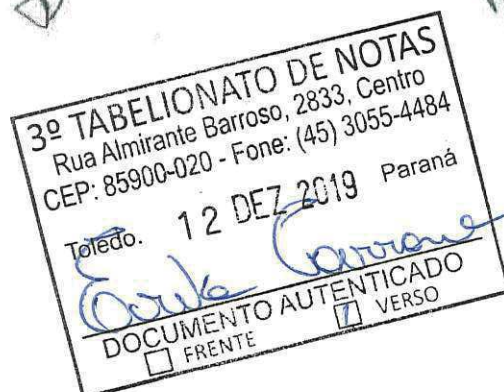 3º TABELIONATO DE NOTAS
Rua Almirante Barroso, 2833, Centro
CEP: 85900-020 - Fone: (45) 3055-4484
Toledo. 12 DEZ 2019 Paraná
DOCUMENTO AUTENTICADO
FRENTE VERSO